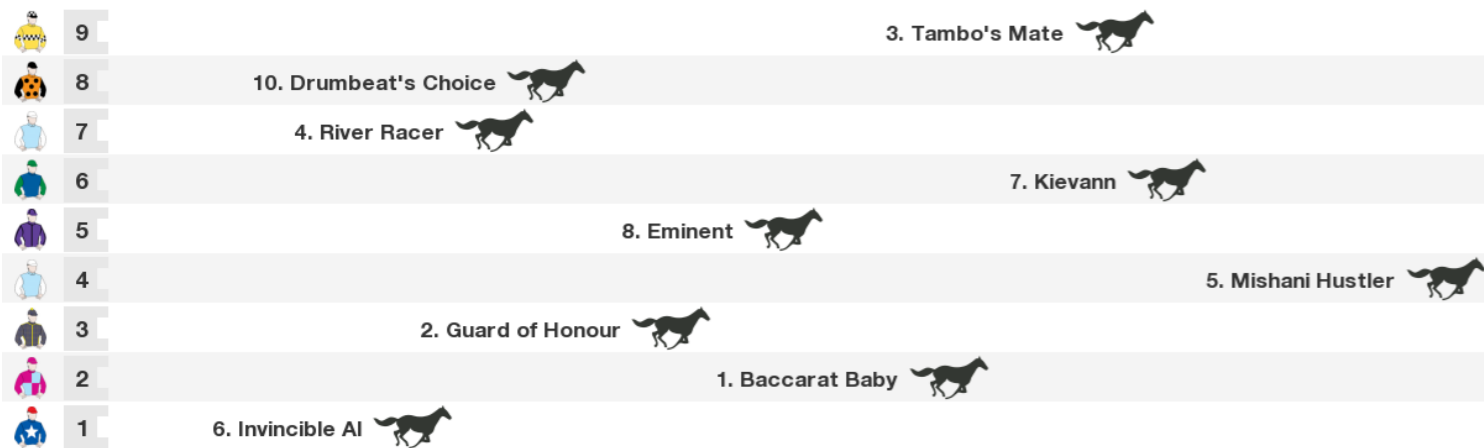 9 3. Tambo's Mate
8 10. Drumbeat's Choice
7 4. River Racer
6 7. Kievann
5 8. Eminent
4 5. Mishani Hustler
3 2. Guard of Honour
2 1. Baccarat Baby
1 6. Invincible Al